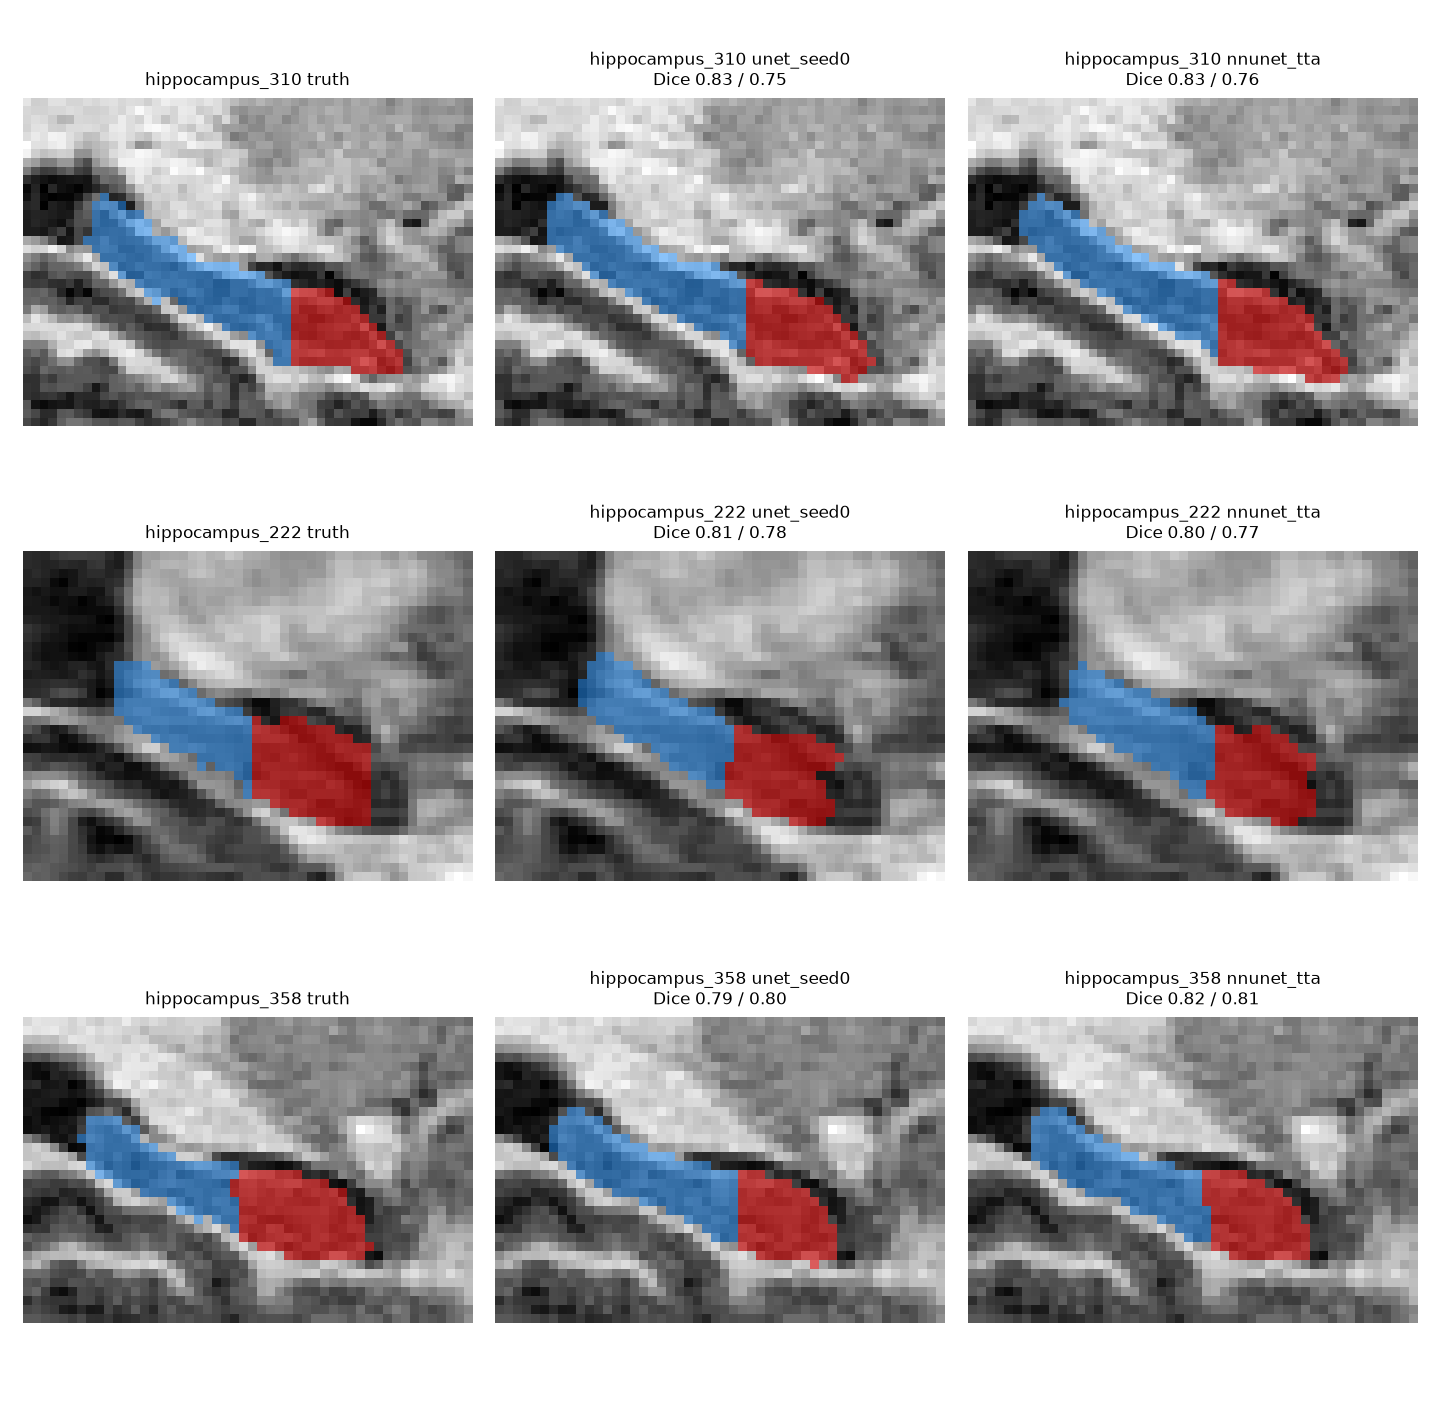 hippocampus_310 truth
hippocampus_310 unet_seed0
Dice 0.83 / 0.75
hippocampus_310 nnunet_tta
Dice 0.83 / 0.76
hippocampus_222 truth
hippocampus_222 unet_seed0
Dice 0.81 / 0.78
hippocampus_222 nnunet_tta
Dice 0.80 / 0.77
hippocampus_358 truth
hippocampus_358 unet_seed0
Dice 0.79 / 0.80
hippocampus_358 nnunet_tta
Dice 0.82 / 0.81